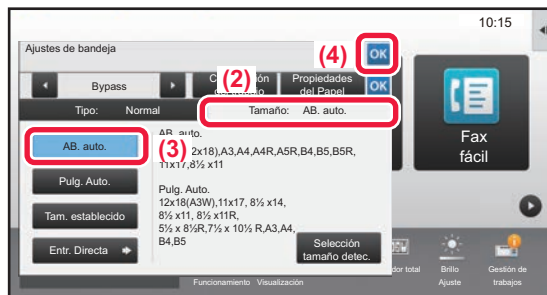 10:15
Ajustes de bandeja
(4)
OK
Bypass
(2)
Propiedades
del Papel
OK
Tipo: Normal
Tamaño: AB. auto.
AB. auto.
(3)
AB. auto.
2x18),A3,A4,A4R,A5R,B4,B5,B5R,
11x17,8½ x11
Pulg. Auto.
Pulg. Auto.
12x18(A3W),11x17, 8½ x14,
8½ x11, 8½ x11R,
5½ x 8½R,7½ x 10½ R,A3,A4,
B4,B5
Tam. establecido
Entr. Directa
Selección
tamaño detec.
Fax
fácil
dor total
Brillo
Ajuste
Gestión de
trabajos
Funcionamiento Visualización